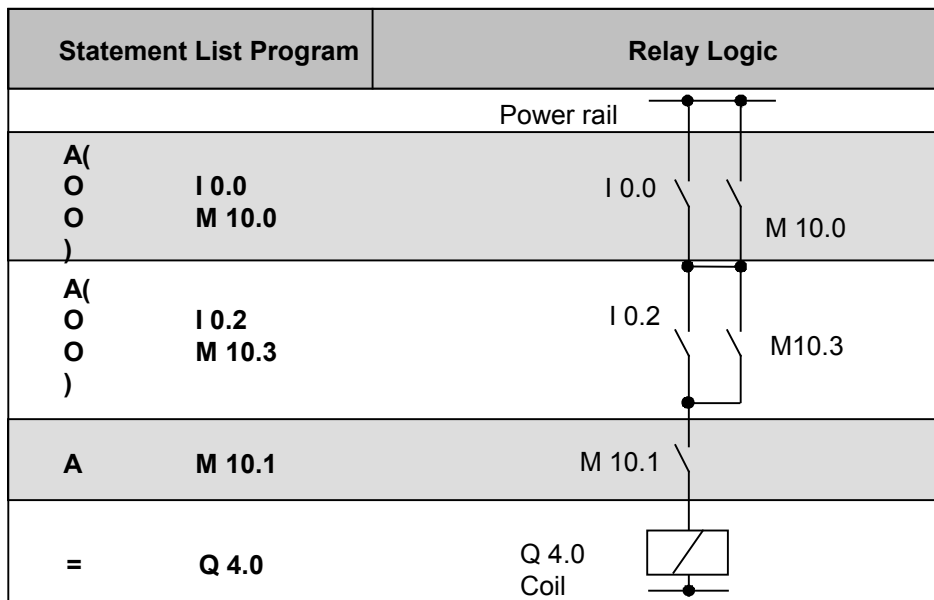 Statement List Program Relay Logic
Power rail
A(
O I 0.0 I 0.0
O M 10.0 M 10.0
)
A(
O I 0.2 I 0.2
O M 10.3 M10.3
)
A M 10.1 M 10.1
= Q 4.0 Q 4.0
Coil